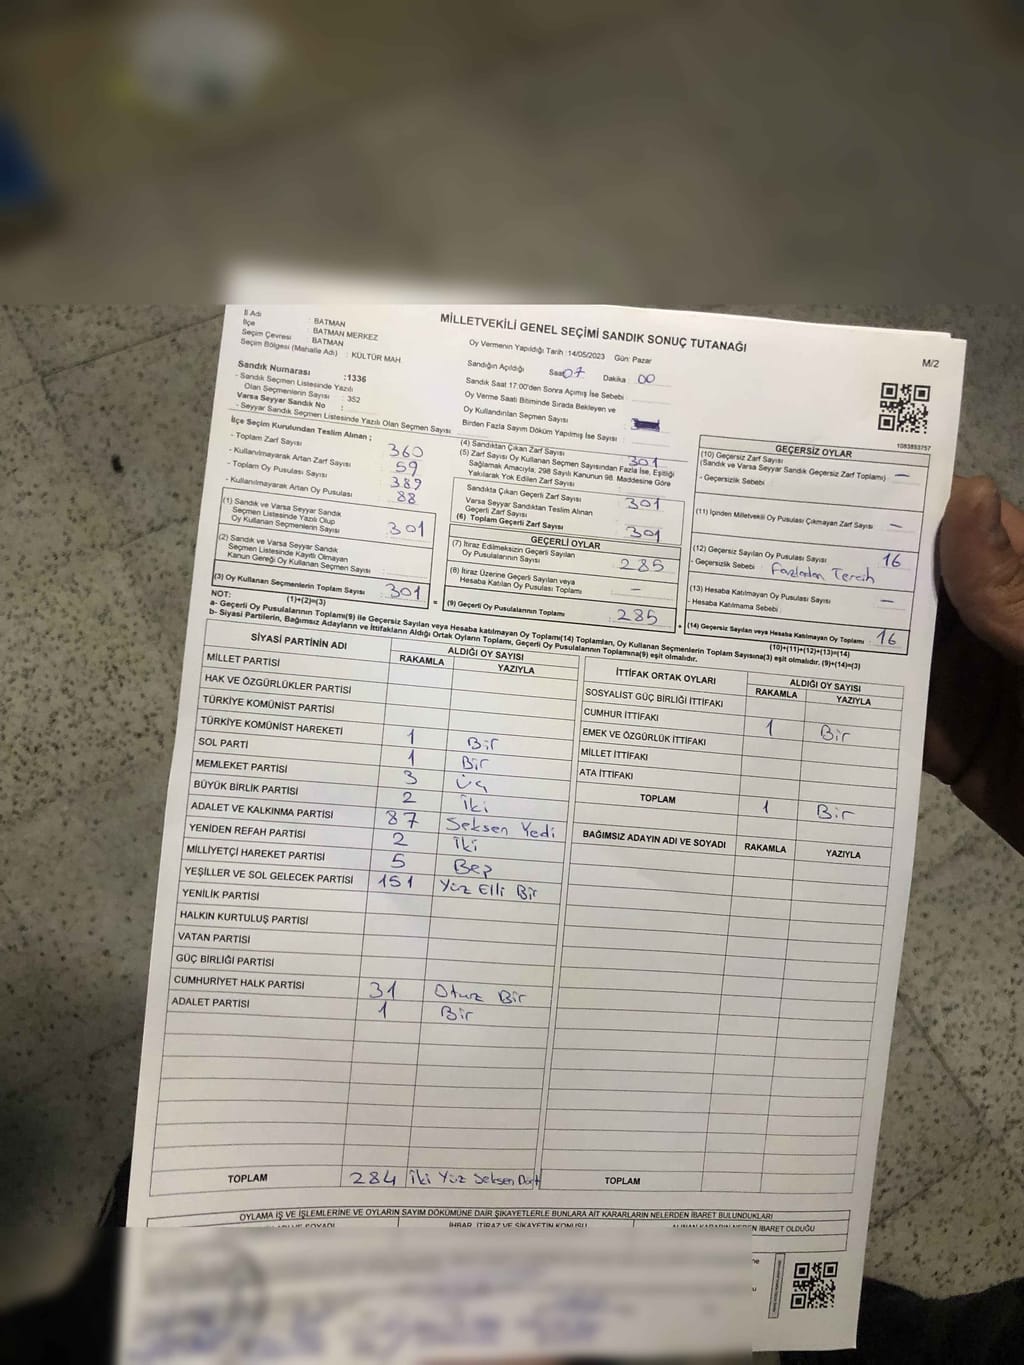 MİLLETVEKİLİ GENEL SEÇİMİ SANDIK SONUÇ TUTANAĞI
M/2
İl Adı : BATMAN
İlçe : BATMAN MERKEZ
Seçim Çevresi : BATMAN
Seçim Bölgesi (Mahalle Adı) : KÜLTÜR MAH
Sandık Numarası :1336
- Sandık Seçmen Listesinde Yazılı
Olan Seçmenlerin Sayısı : 352
Varsa Seyyar Sandık No :
- Seyyar Sandık Seçmen Listesinde Yazılı Olan Seçmen Sayısı
Oy Vermenin Yapıldığı Tarih :14/05/2023 Gün: Pazar
Sandığın Açıldığı Saat 07 Dakika 00
Sandık Saat 17:00'den Sonra Açımış İse Sebebi
Oy Verme Saati Bitiminde Sırada Bekleyen ve
Oy Kullandırılan Seçmen Sayısı
Birden Fazla Sayım Döküm Yapılmış İse Sayısı
1083853757
İlçe Seçim Kurulundan Teslim Alınan ;
- Toplam Zarf Sayısı 360
- Kullanılmayarak Artan Zarf Sayısı 59
- Toplam Oy Pusulası Sayısı 389
- Kullanılmayarak Artan Oy Pusulası 88
(1) Sandık ve Varsa Seyyar Sandık
Seçmen Listesinde Yazılı Olup
Oy Kullanan Seçmenlerin Sayısı 301
(2) Sandık ve Varsa Seyyar Sandık
Seçmen Listesinde Kayıtlı Olmayan
Kanun Gereği Oy Kullanan Seçmen Sayısı
(3) Oy Kullanan Seçmenlerin Toplam Sayısı 301
(1)+(2)=(3)
(4) Sandıktan Çıkan Zarf Sayısı 301
(5) Zarf Sayısı Oy Kullanan Seçmen Sayısından Fazla İse, Eşitliği
Sağlamak Amacıyla, 298 Sayılı Kanunun 98. Maddesine Göre
Yakılarak Yok Edilen Zarf Sayısı
Sandıkta Çıkan Geçerli Zarf Sayısı 301
Varsa Seyyar Sandıktan Teslim Alınan
Geçerli Zarf Sayısı
(6) Toplam Geçerli Zarf Sayısı 301
GEÇERLİ OYLAR
(7) İtiraz Edilmeksizin Geçerli Sayılan
Oy Pusulalarının Sayısı 285
(8) İtiraz Üzerine Geçerli Sayılan veya
Hesaba Katılan Oy Pusulası Toplamı –
= (9) Geçerli Oy Pusulalarının Toplamı 285
GEÇERSİZ OYLAR
(10) Geçersiz Zarf Sayısı
(Sandık ve Varsa Seyyar Sandık Geçersiz Zarf Toplamı) –
- Geçersizlik Sebebi
(11) İçinden Milletvekili Oy Pusulası Çıkmayan Zarf Sayısı –
(12) Geçersiz Sayılan Oy Pusulası Sayısı 16
- Geçersizlik Sebebi Fazladan Tercih
(13) Hesaba Katılmayan Oy Pusulası Sayısı –
- Hesaba Katılmama Sebebi
+ (14) Geçersiz Sayılan veya Hesaba Katılmayan Oy Toplamı 16
(10)+(11)+(12)+(13)=(14)
NOT:
a- Geçerli Oy Pusulalarının Toplamı(9) ile Geçersiz Sayılan veya Hesaba katılmayan Oy Toplamı(14) Toplamları, Oy Kullanan Seçmenlerin Toplam Sayısına(3) eşit olmalıdır. (9)+(14)=(3)
b- Siyasi Partilerin, Bağımsız Adayların ve İttifakların Aldığı Ortak Oyların Toplamı, Geçerli Oy Pusulalarının Toplamına(9) eşit olmalıdır.
SİYASİ PARTİNİN ADI ALDIĞI OY SAYISI
RAKAMLA YAZIYLA
MİLLET PARTİSİ
HAK VE ÖZGÜRLÜKLER PARTİSİ
TÜRKİYE KOMÜNİST PARTİSİ
TÜRKİYE KOMÜNİST HAREKETİ 1 Bir
SOL PARTİ 1 Bir
MEMLEKET PARTİSİ 3 Üç
BÜYÜK BİRLİK PARTİSİ 2 İki
ADALET VE KALKINMA PARTİSİ 87 Seksen Yedi
YENİDEN REFAH PARTİSİ 2 İki
MİLLİYETÇİ HAREKET PARTİSİ 5 Beş
YEŞİLLER VE SOL GELECEK PARTİSİ 151 Yüz Elli Bir
YENİLİK PARTİSİ
HALKIN KURTULUŞ PARTİSİ
VATAN PARTİSİ
GÜÇ BİRLİĞİ PARTİSİ
CUMHURİYET HALK PARTİSİ 31 Otuz Bir
ADALET PARTİSİ 1 Bir
TOPLAM 284 İki Yüz Seksen Dört
İTTİFAK ORTAK OYLARI ALDIĞI OY SAYISI
RAKAMLA YAZIYLA
SOSYALİST GÜÇ BİRLİĞİ İTTİFAKI
CUMHUR İTTİFAKI 1 Bir
EMEK VE ÖZGÜRLÜK İTTİFAKI
MİLLET İTTİFAKI
ATA İTTİFAKI
TOPLAM 1 Bir
BAĞIMSIZ ADAYIN ADI VE SOYADI RAKAMLA YAZIYLA
TOPLAM
OYLAMA İŞ VE İŞLEMLERİNE VE OYLARIN SAYIM DÖKÜMÜNE DAİR ŞİKAYETLERLE BUNLARA AİT KARARLARIN NELERDEN İBARET BULUNDUKLARI
ADI VE SOYADI İHBAR, İTİRAZ VE ŞİKAYETİN KONUSU ALINAN KARARIN NEDEN İBARET OLDUĞU